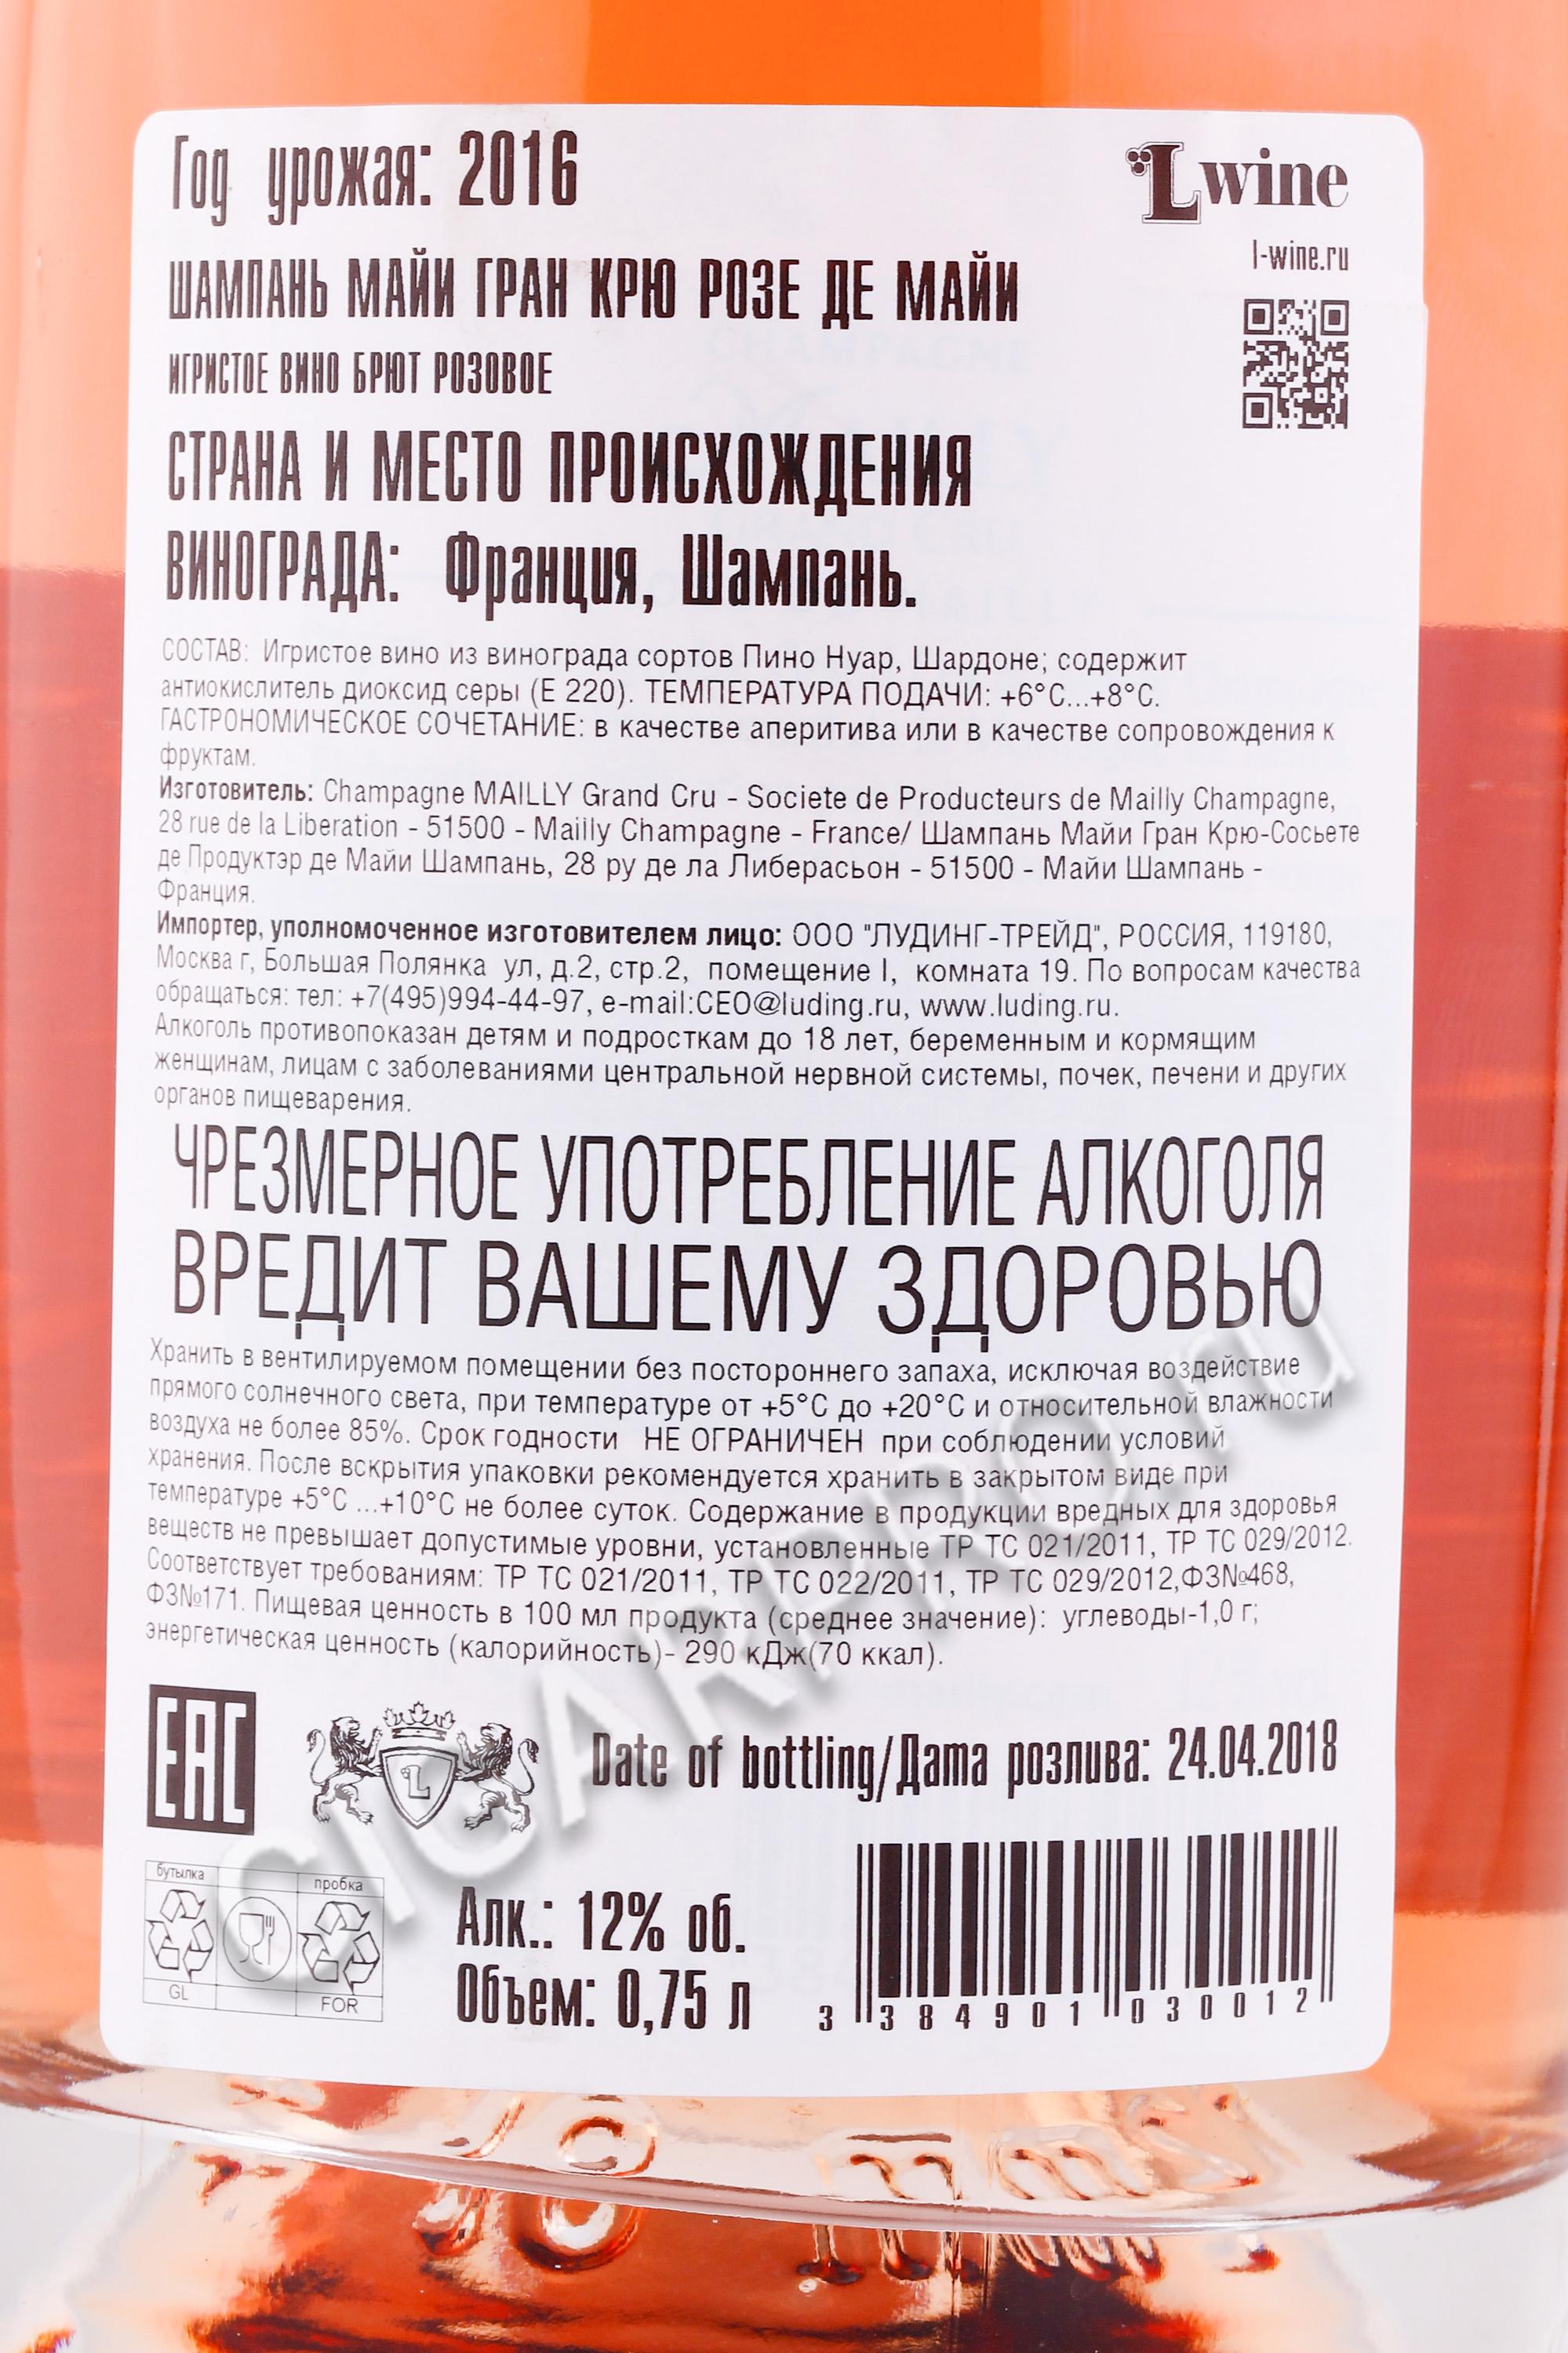 Год урожая: 2016
L wine
l-wine.ru
ШАМПАНЬ МАЙИ ГРАН КРЮ РОЗЕ ДЕ МАЙИ
ИГРИСТОЕ ВИНО БРЮТ РОЗОВОЕ
СТРАНА И МЕСТО ПРОИСХОЖДЕНИЯ
ВИНОГРАДА: Франция, Шампань.
СОСТАВ: Игристое вино из винограда сортов Пино Нуар, Шардоне; содержит
антиокислитель диоксид серы (Е 220). ТЕМПЕРАТУРА ПОДАЧИ: +6°С...+8°С.
ГАСТРОНОМИЧЕСКОЕ СОЧЕТАНИЕ: в качестве аперитива или в качестве сопровождения к
фруктам.
Изготовитель: Champagne MAILLY Grand Cru - Societe de Producteurs de Mailly Champagne,
28 rue de la Liberation - 51500 - Mailly Champagne - France/ Шампань Майи Гран Крю-Сосьете
де Продуктэр де Майи Шампань, 28 ру де ла Либерасьон - 51500 - Майи Шампань -
Франция.
Импортер, уполномоченное изготовителем лицо: ООО "ЛУДИНГ-ТРЕЙД", РОССИЯ, 119180,
Москва г, Большая Полянка ул, д.2, стр.2, помещение I, комната 19. По вопросам качества
обращаться: тел: +7(495)994-44-97, e-mail:CEO@luding.ru, www.luding.ru.
Алкоголь противопоказан детям и подросткам до 18 лет, беременным и кормящим
женщинам, лицам с заболеваниями центральной нервной системы, почек, печени и других
органов пищеварения.
ЧРЕЗМЕРНОЕ УПОТРЕБЛЕНИЕ АЛКОГОЛЯ
ВРЕДИТ ВАШЕМУ ЗДОРОВЬЮ
Хранить в вентилируемом помещении без постороннего запаха, исключая воздействие
прямого солнечного света, при температуре от +5°С до +20°С и относительной влажности
воздуха не более 85%. Срок годности НЕ ОГРАНИЧЕН при соблюдении условий
хранения. После вскрытия упаковки рекомендуется хранить в закрытом виде при
температуре +5°С ...+10°С не более суток. Содержание в продукции вредных для здоровья
веществ не превышает допустимые уровни, установленные ТР ТС 021/2011, ТР ТС 029/2012.
Соответствует требованиям: ТР ТС 021/2011, ТР ТС 022/2011, ТР ТС 029/2012,ФЗ№468,
ФЗ№171. Пищевая ценность в 100 мл продукта (среднее значение): углеводы-1,0 г;
энергетическая ценность (калорийность)- 290 кДж(70 ккал).
EAC
L
Date of bottling/Дата розлива: 24.04.2018
бутылка
пробка
GL
FOR
Алк.: 12% об.
Объем: 0,75 л
3 384901 030012
CIGARPRO.ru